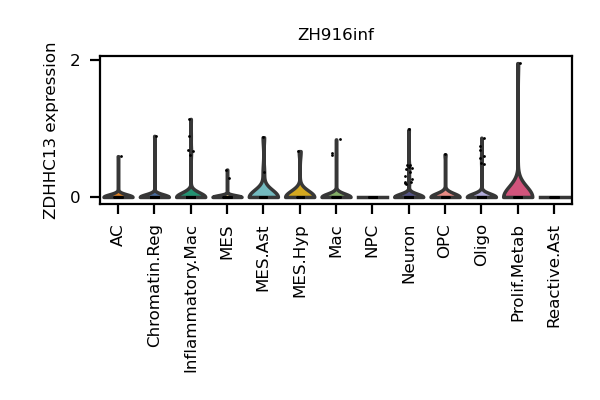 ZH916inf
ZDHHC13 expression
2
0
AC
Chromatin.Reg
Inflammatory.Mac
MES
MES.Ast
MES.Hyp
Mac
NPC
Neuron
OPC
Oligo
Prolif.Metab
Reactive.Ast